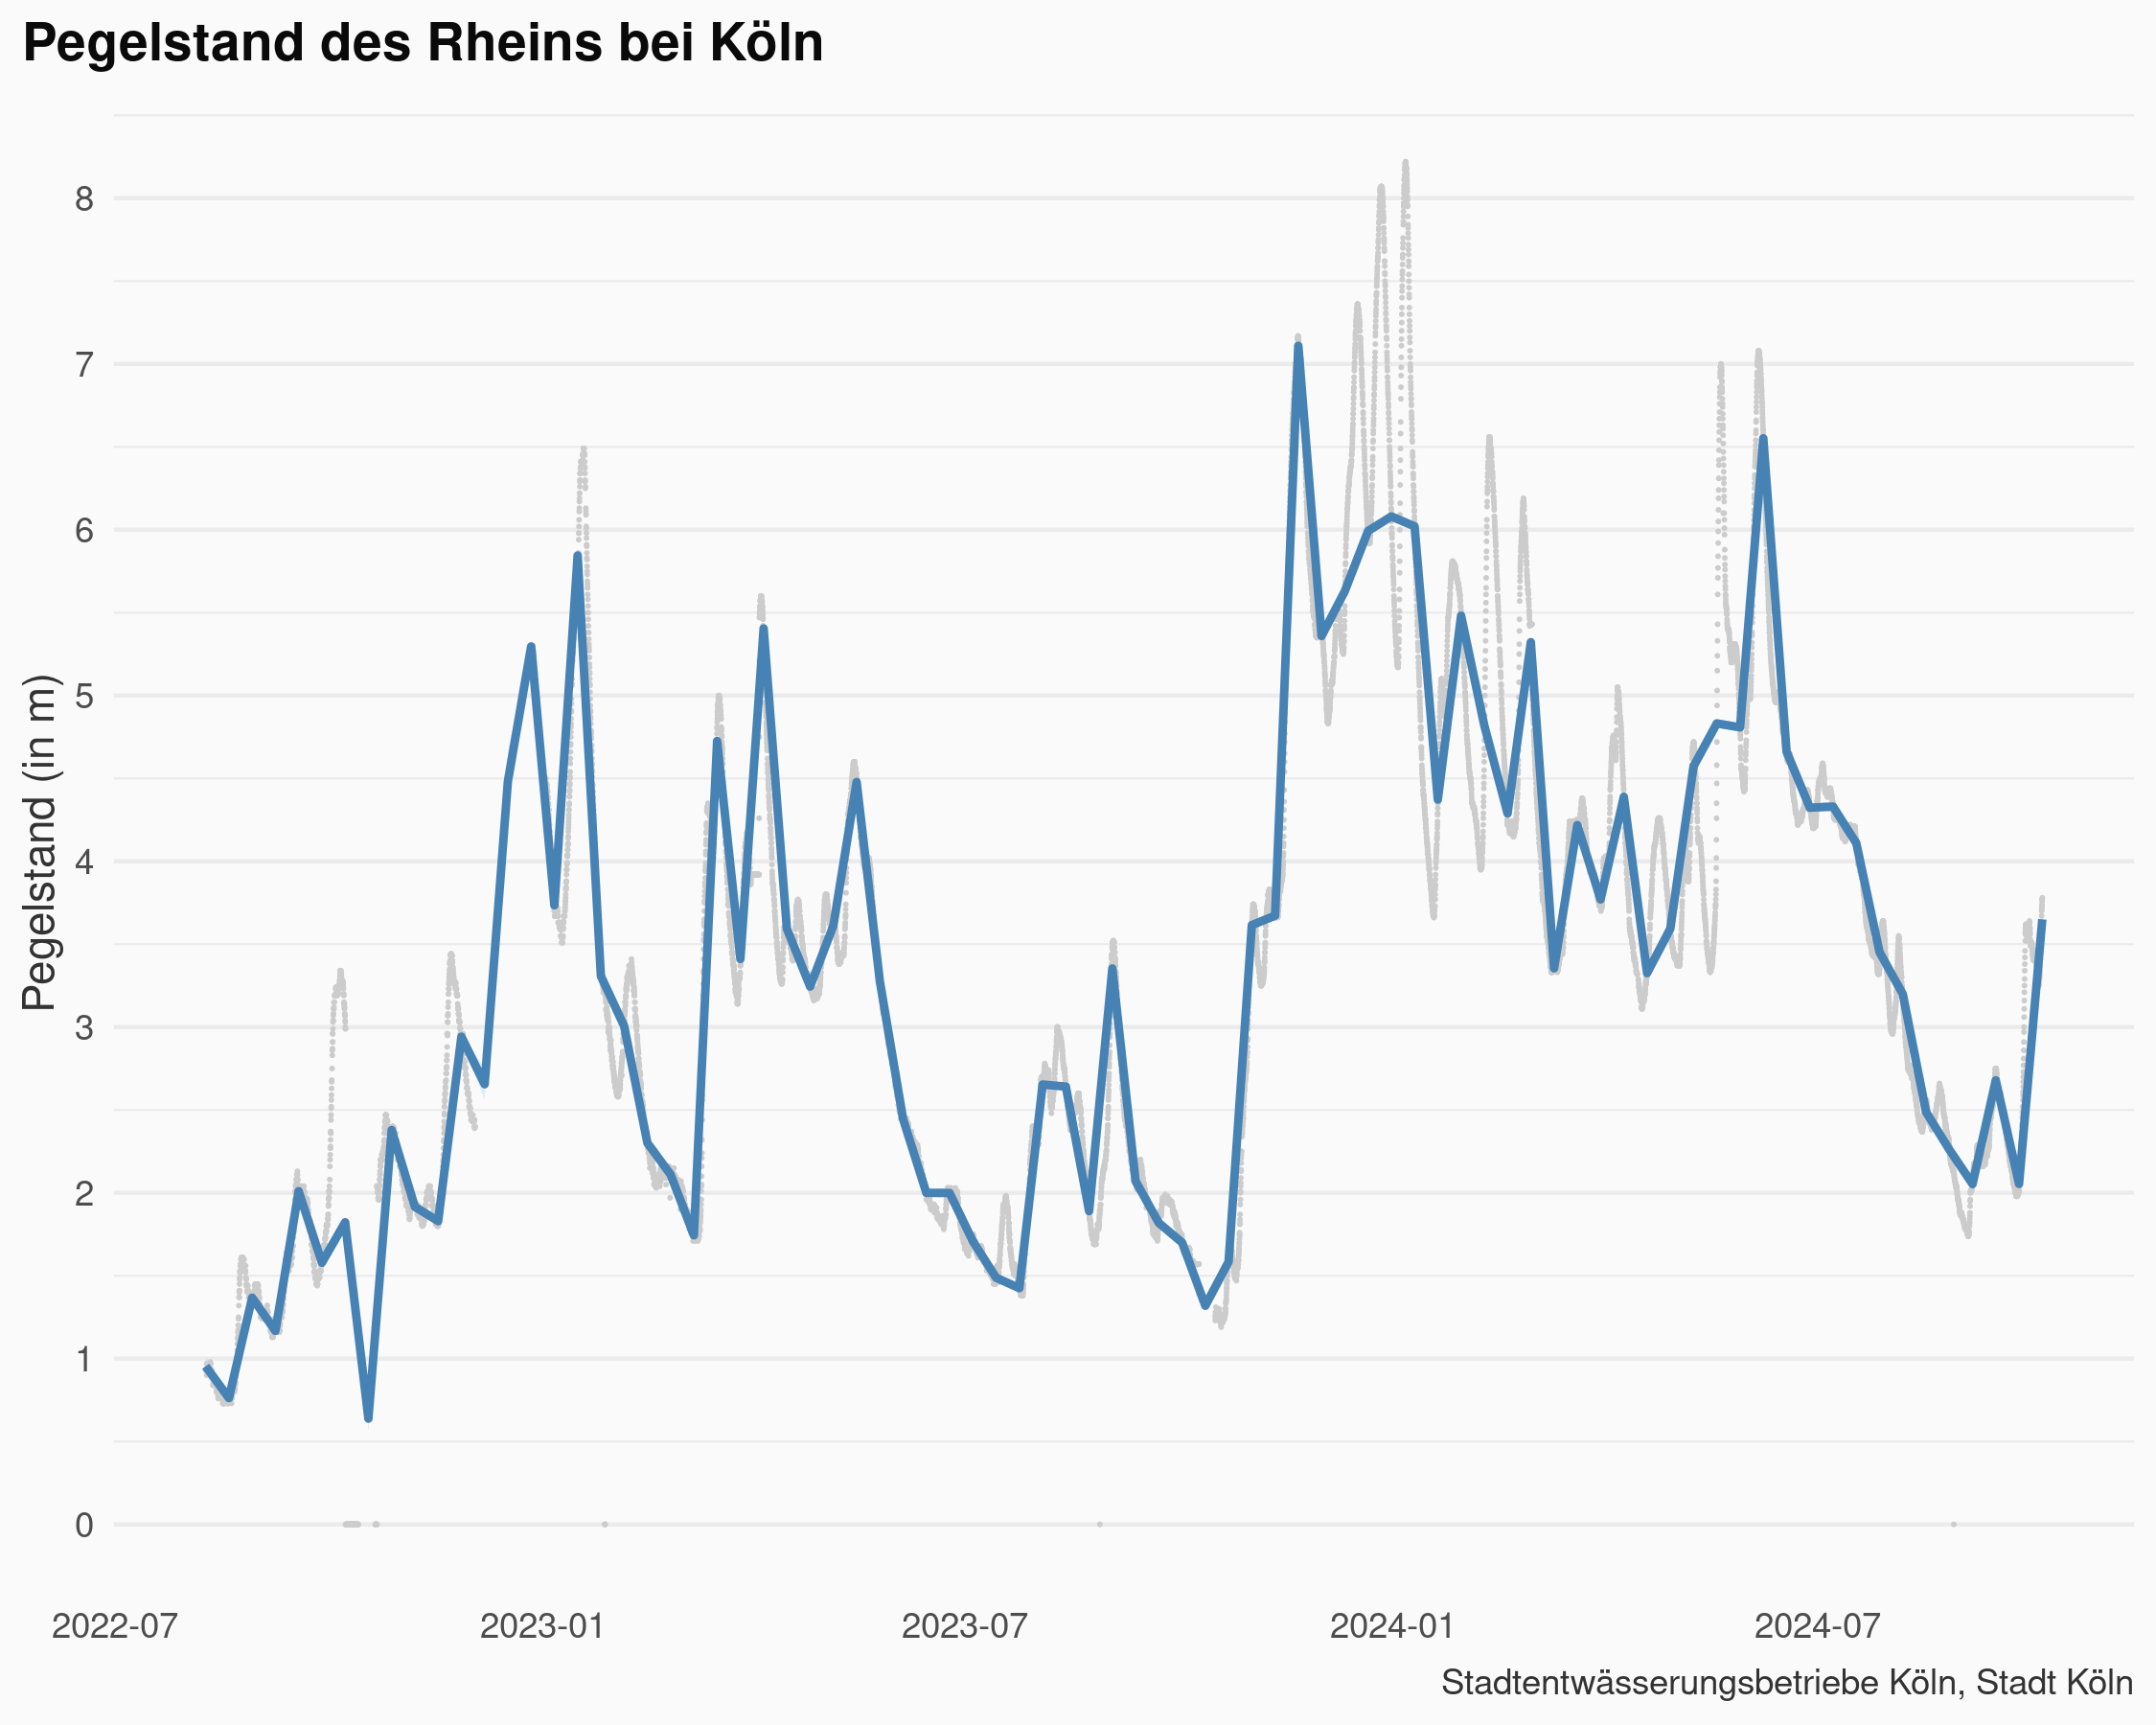 Pegelstand des Rheins bei Köln
Pegelstand (in m)
8
7
6
5
4
3
2
1
0
2022-07 2023-01 2023-07 2024-01 2024-07
Stadtentwässerungsbetriebe Köln, Stadt Köln